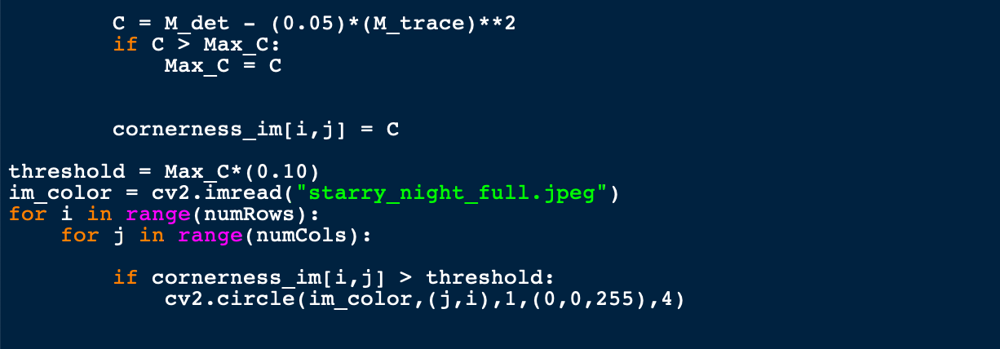 C = M_det - (0.05)*(M_trace)**2
        if C > Max_C:
            Max_C = C
        cornerness_im[i,j] = C
threshold = Max_C*(0.10)
im_color = cv2.imread("starry_night_full.jpeg")
for i in range(numRows):
    for j in range(numCols):
        if cornerness_im[i,j] > threshold:
            cv2.circle(im_color,(j,i),1,(0,0,255),4)